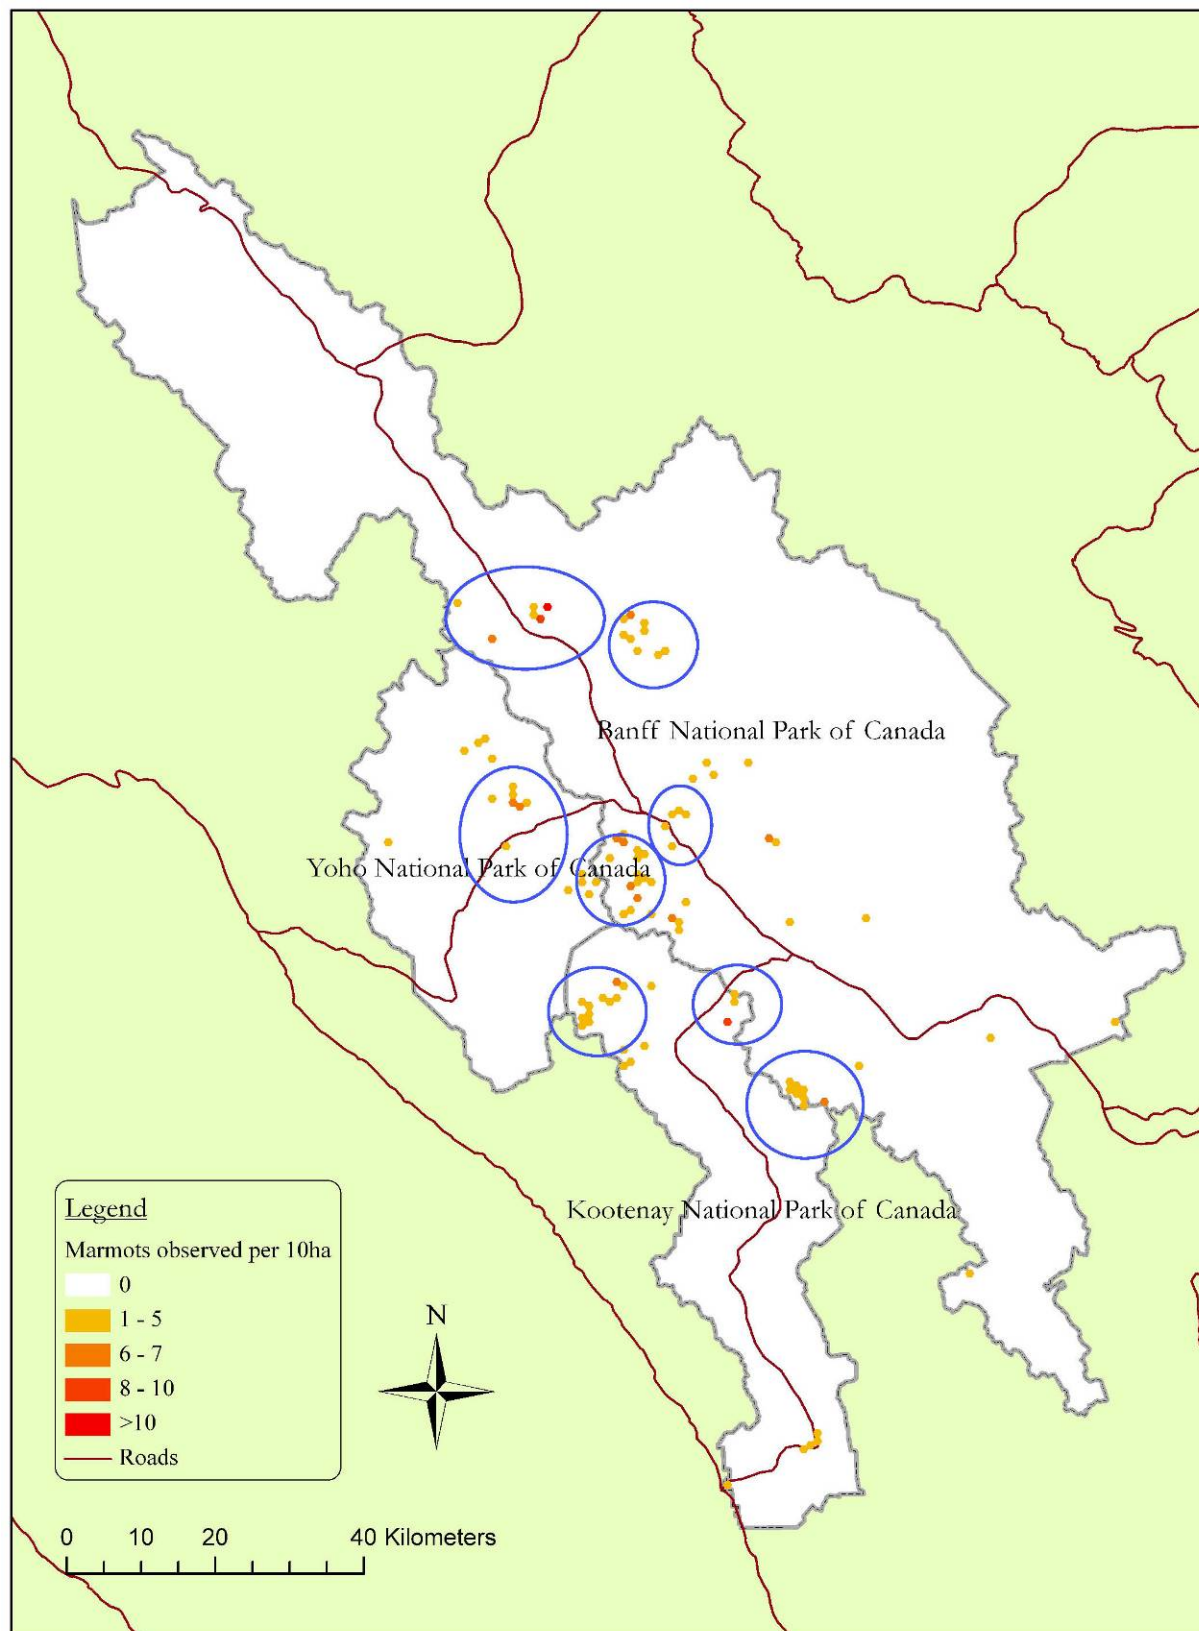 Banff National Park of Canada
Yoho National Park of Canada
Kootenay National Park of Canada
Legend
Marmots observed per 10ha
0
1 - 5
6 - 7
8 - 10
>10
Roads
N
0 10 20 40 Kilometers